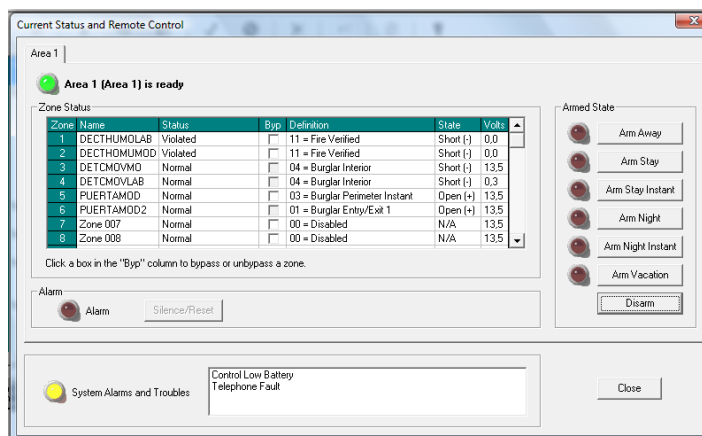 Current Status and Remote Control
Area 1
Area 1 (Area 1) is ready
Zone Status
Zone Name Status Byp Definition State Volts
1 DECTHUMOLAB Violated 11 = Fire Verified Short (-) 0,0
2 DECTHOMUMOD Violated 11 = Fire Verified Short (-) 0,0
3 DETCMOVMO Normal 04 = Burglar Interior Short (-) 13,5
4 DETCMOVLAB Normal 04 = Burglar Interior Short (-) 0,3
5 PUERTAMOD Normal 03 = Burglar Perimeter Instant Open (+) 13,5
6 PUERTAMOD2 Normal 01 = Burglar Entry/Exit 1 Open (+) 13,5
7 Zone 007 Normal 00 = Disabled N/A 13,5
8 Zone 008 Normal 00 = Disabled N/A 13,5
Click a box in the "Byp" column to bypass or unbypass a zone.
Armed State
Arm Away
Arm Stay
Arm Stay Instant
Arm Night
Arm Night Instant
Arm Vacation
Disarm
Alarm
Alarm
Silence/Reset
System Alarms and Troubles
Control Low Battery
Telephone Fault
Close